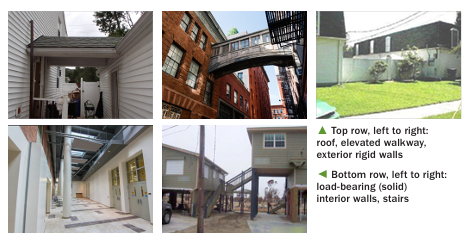 ▲ Top row, left to right:
roof, elevated walkway,
exterior rigid walls
◄ Bottom row, left to right:
load-bearing (solid)
interior walls, stairs